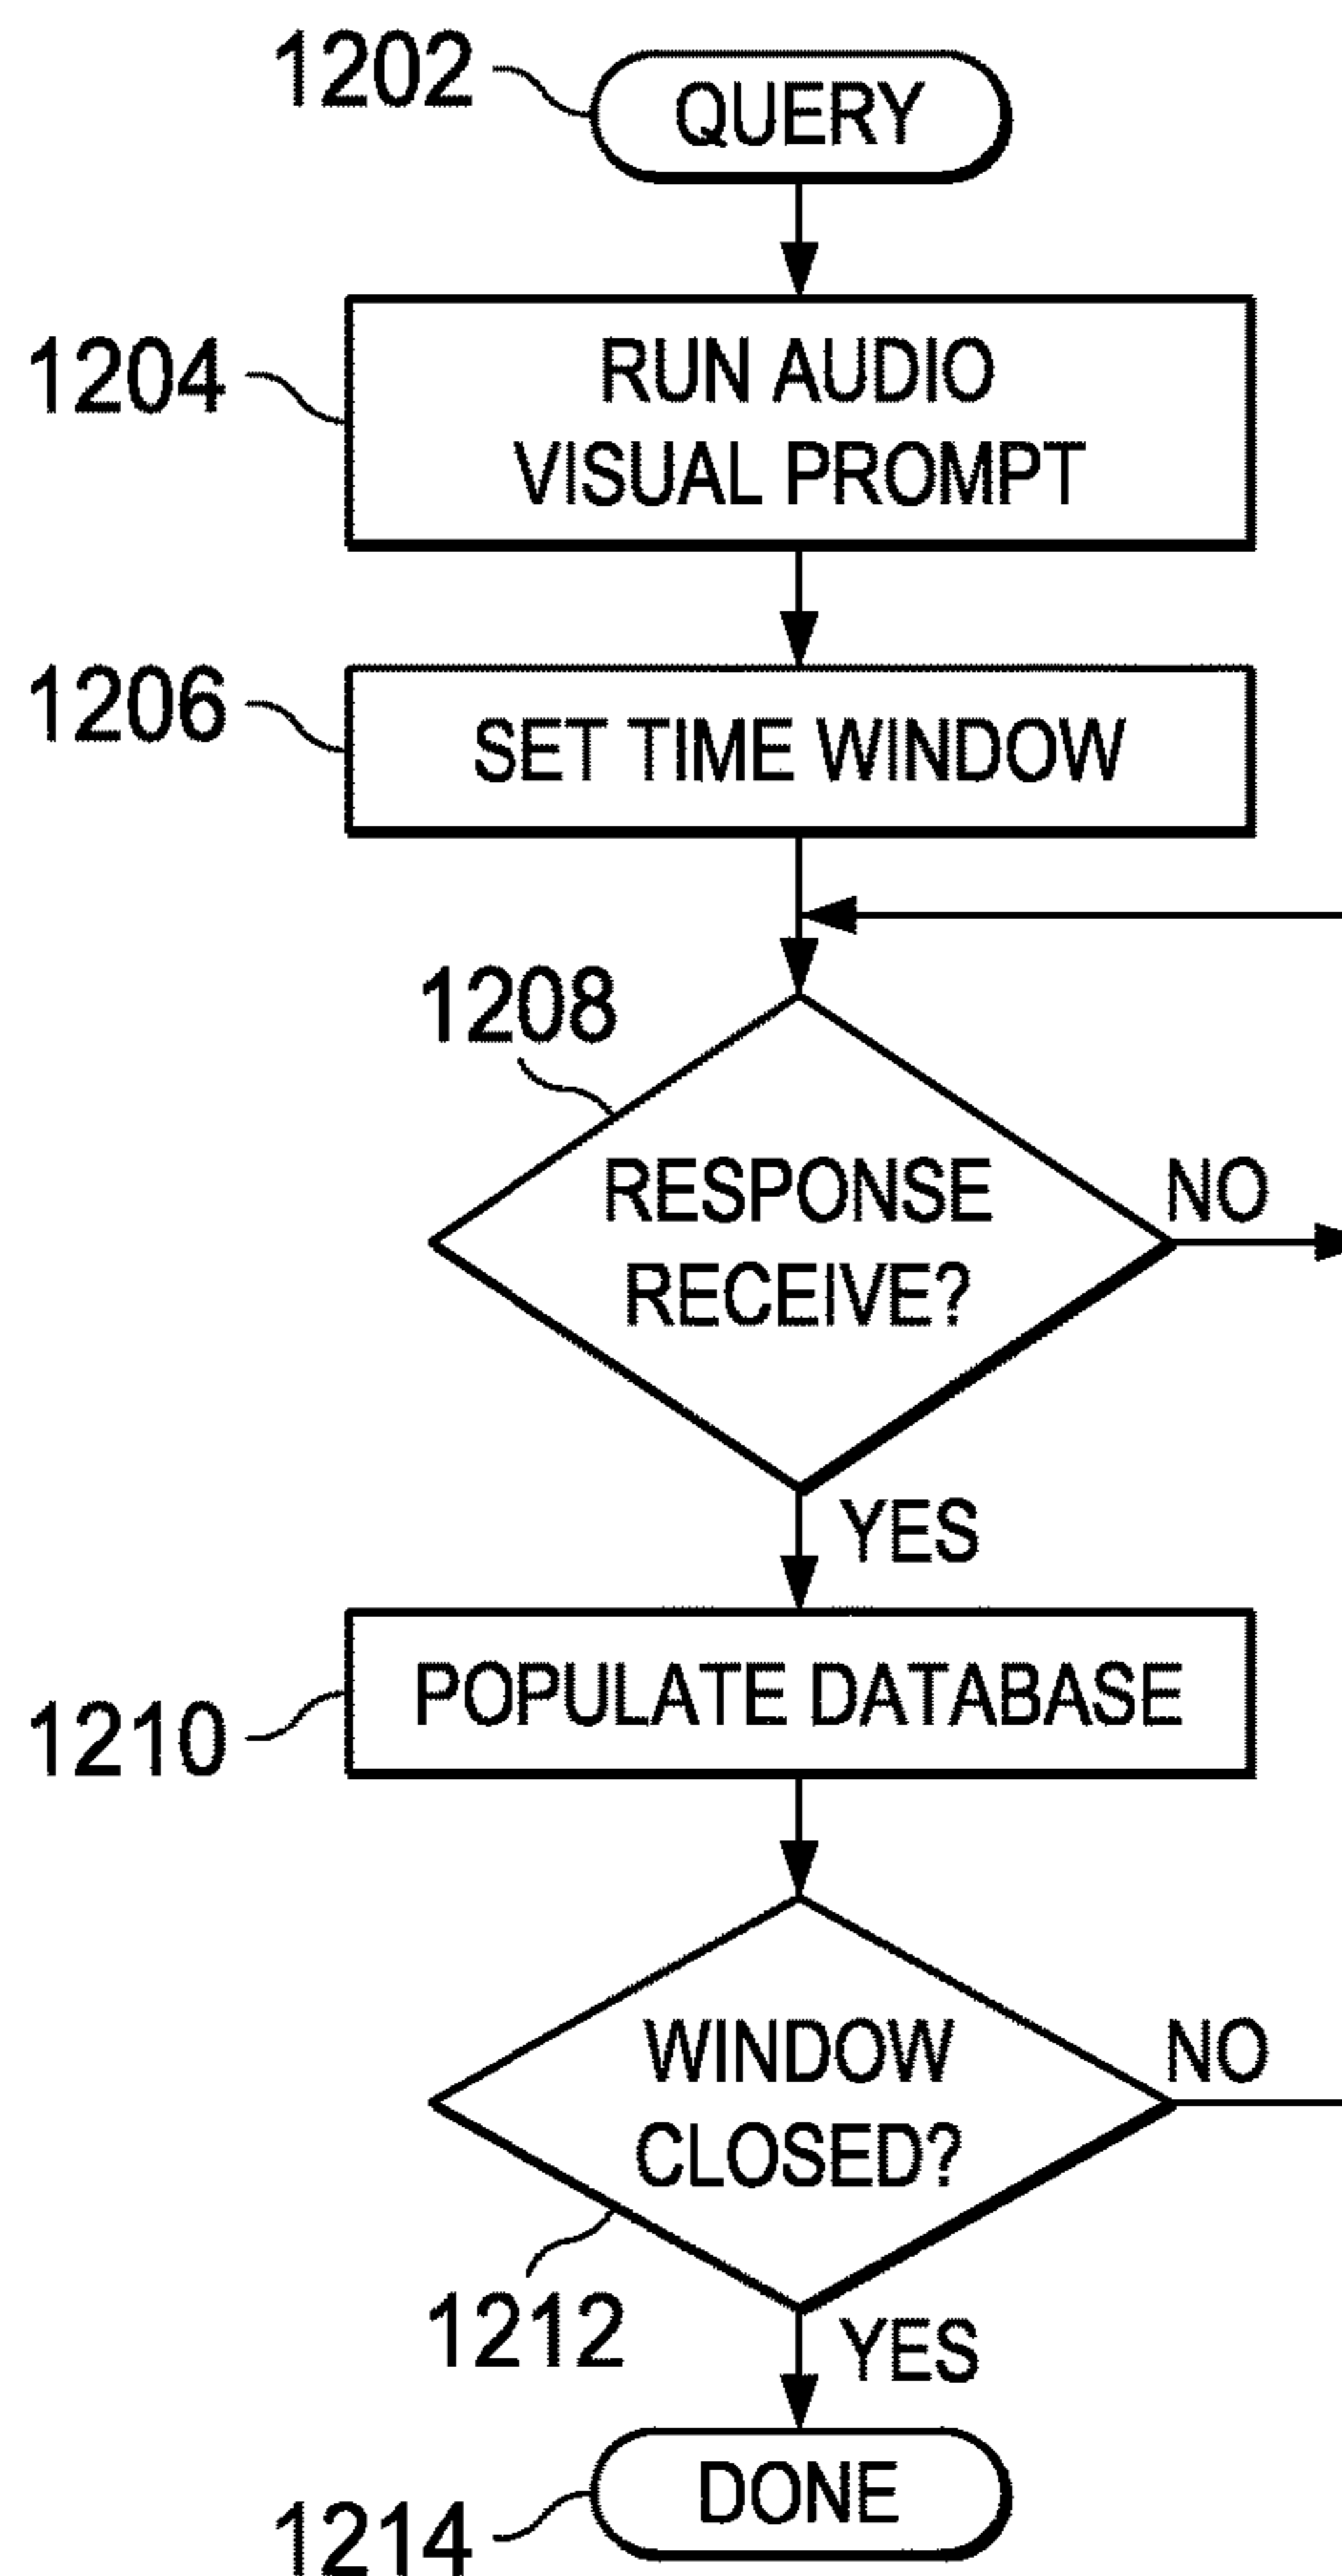 1202
QUERY
1204
RUN AUDIO
VISUAL PROMPT
1206
SET TIME WINDOW
1208
RESPONSE
RECEIVE?
NO
YES
1210
POPULATE DATABASE
WINDOW
CLOSED?
NO
1212
YES
DONE
1214